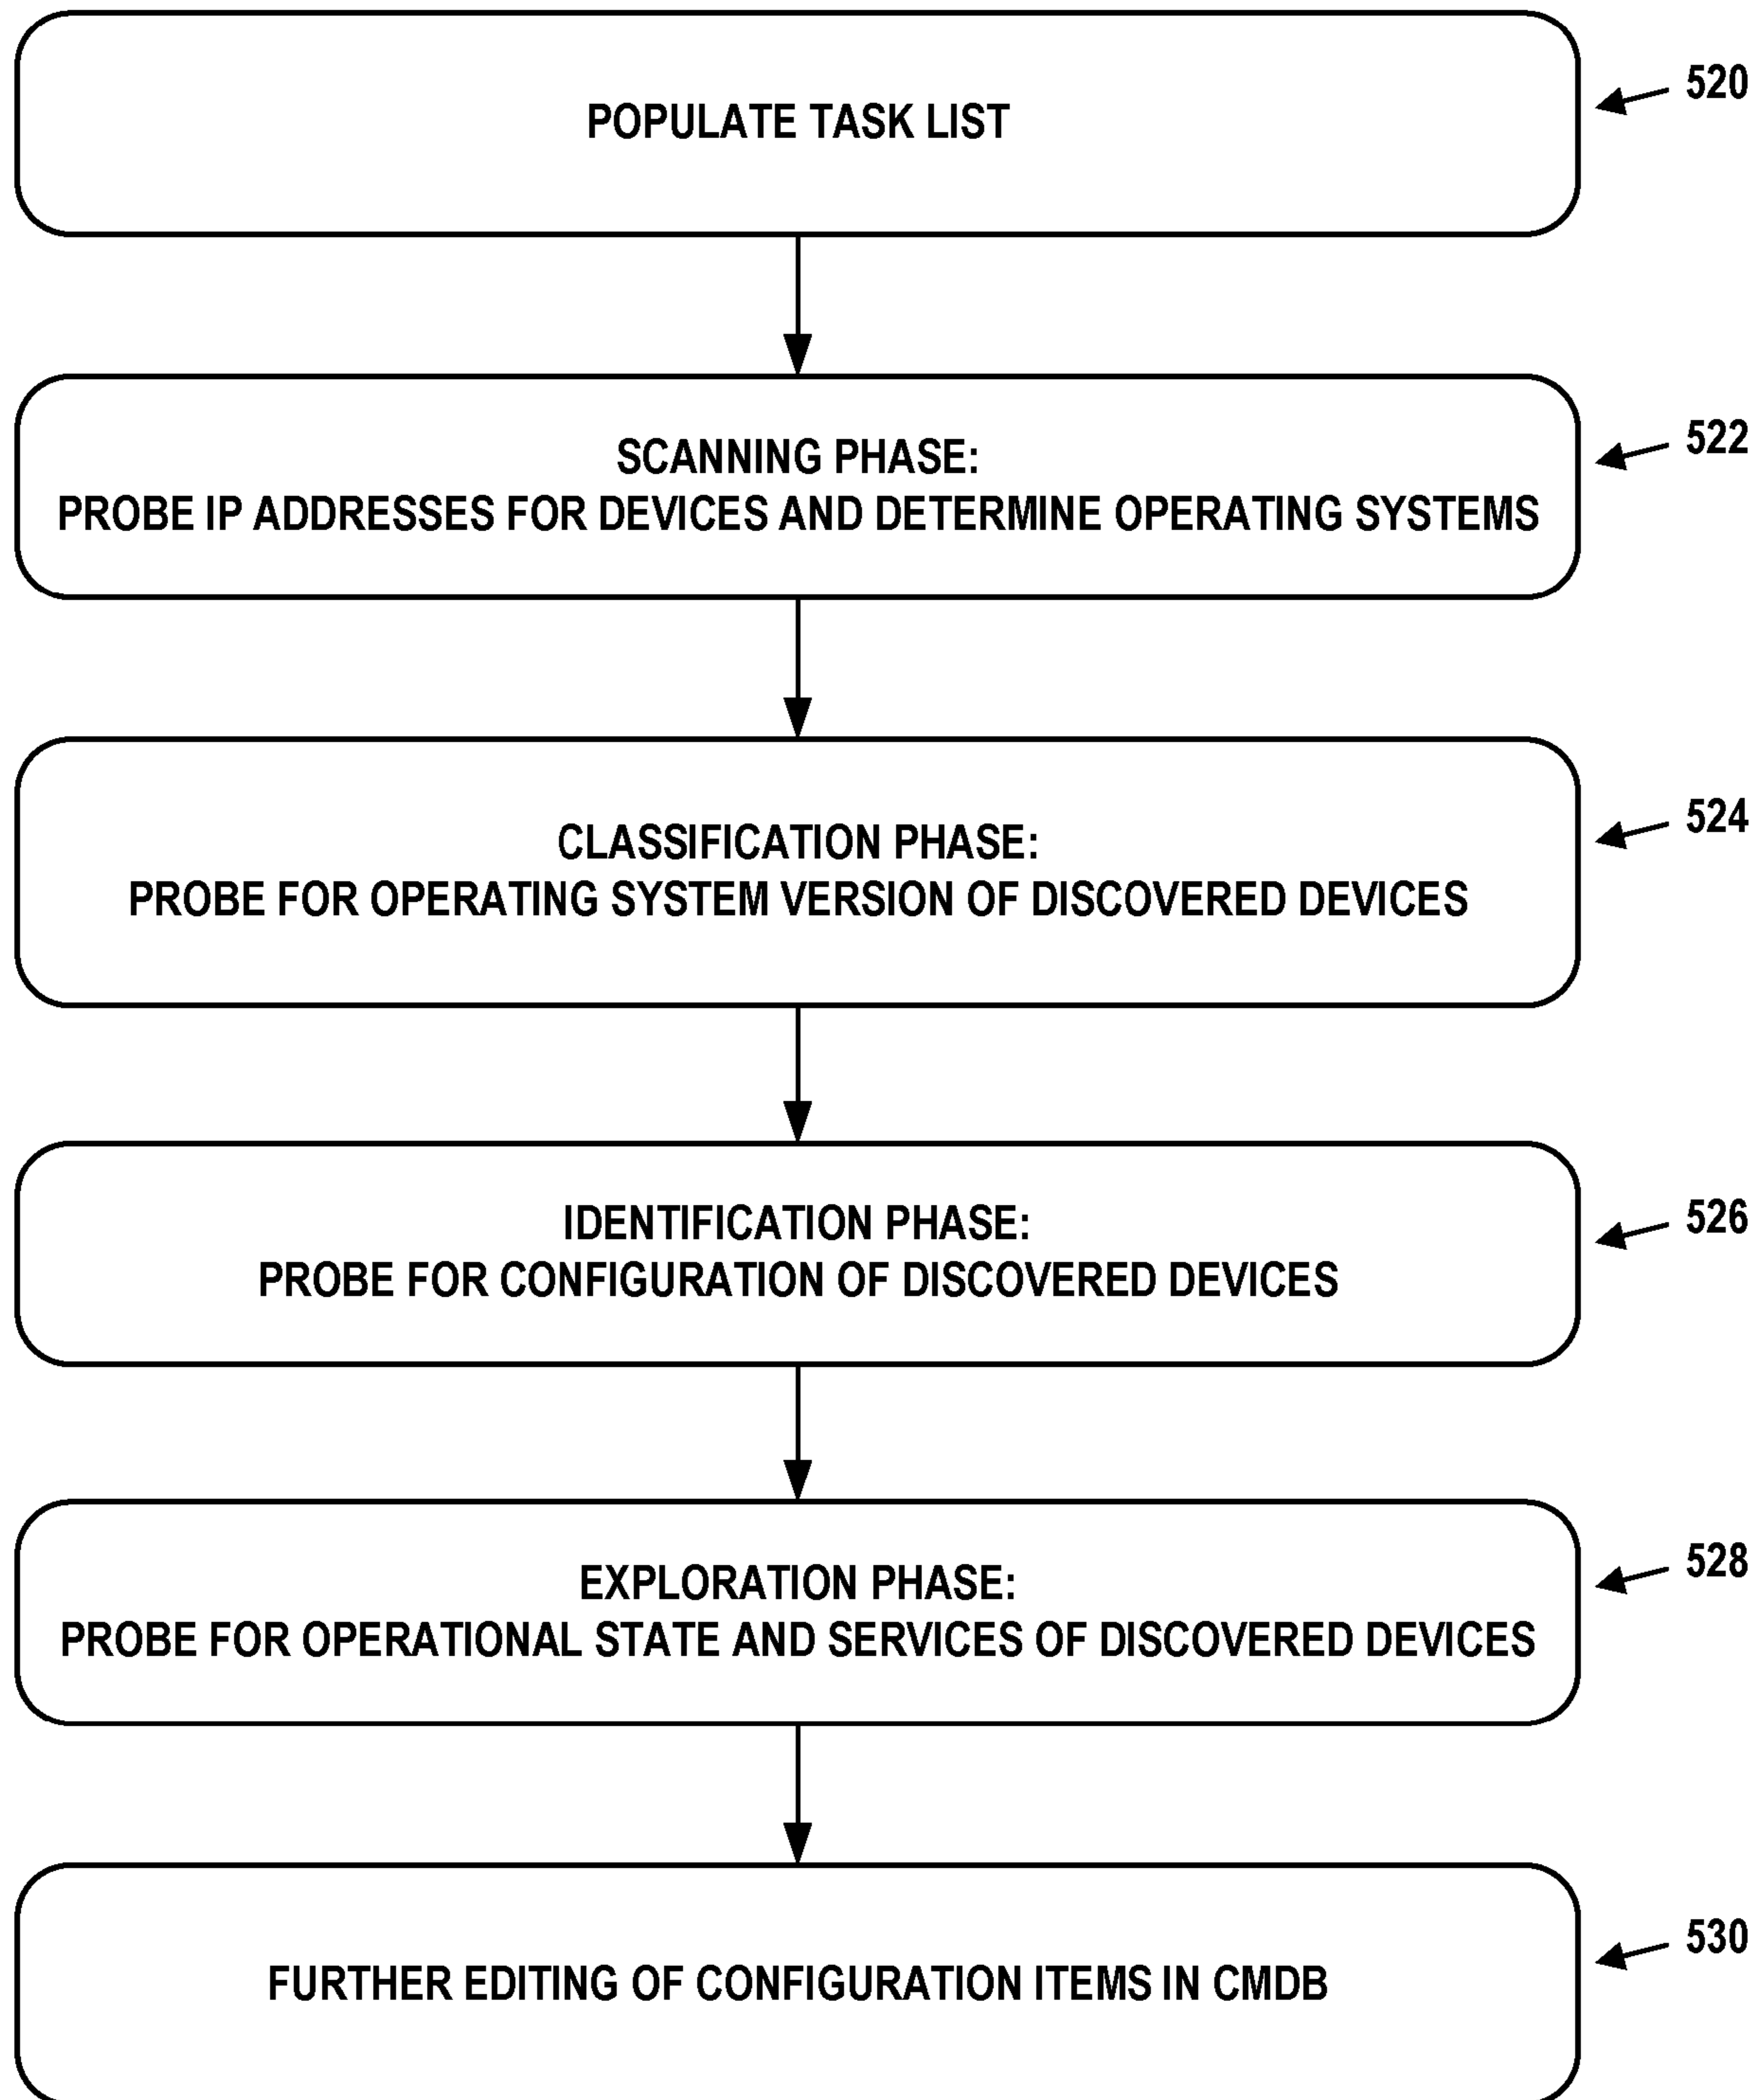 POPULATE TASK LIST
520
SCANNING PHASE:
PROBE IP ADDRESSES FOR DEVICES AND DETERMINE OPERATING SYSTEMS
522
CLASSIFICATION PHASE:
PROBE FOR OPERATING SYSTEM VERSION OF DISCOVERED DEVICES
524
IDENTIFICATION PHASE:
PROBE FOR CONFIGURATION OF DISCOVERED DEVICES
526
EXPLORATION PHASE:
PROBE FOR OPERATIONAL STATE AND SERVICES OF DISCOVERED DEVICES
528
FURTHER EDITING OF CONFIGURATION ITEMS IN CMDB
530